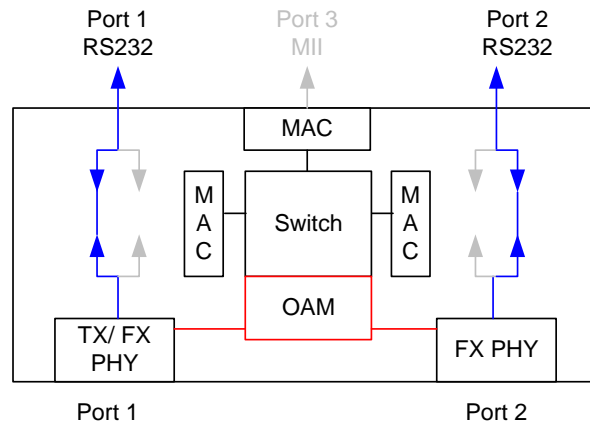 Port 1
RS232
Port 3
MII
Port 2
RS232
MAC
M
A
C
Switch
M
A
C
OAM
TX/ FX
PHY
FX PHY
Port 1
Port 2